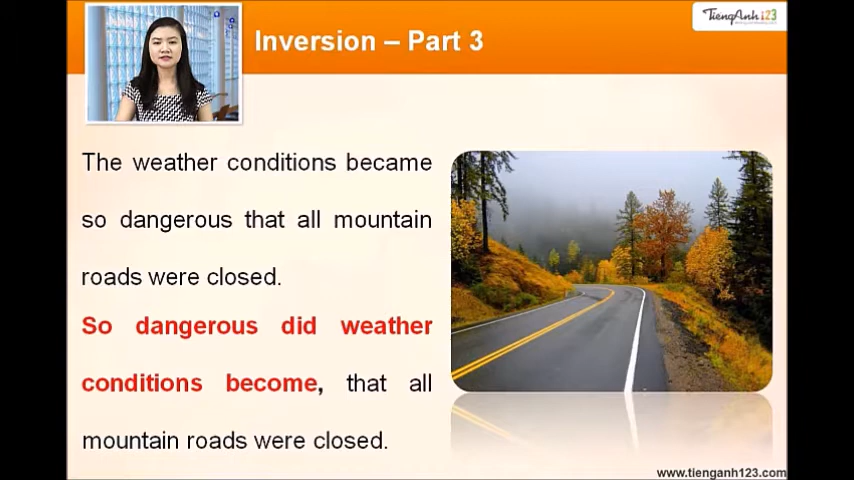 Inversion – Part 3
TiengAnh123
The weather conditions became
so dangerous that all mountain
roads were closed.
So dangerous did weather
conditions become, that all
mountain roads were closed.
www.tienganh123.com